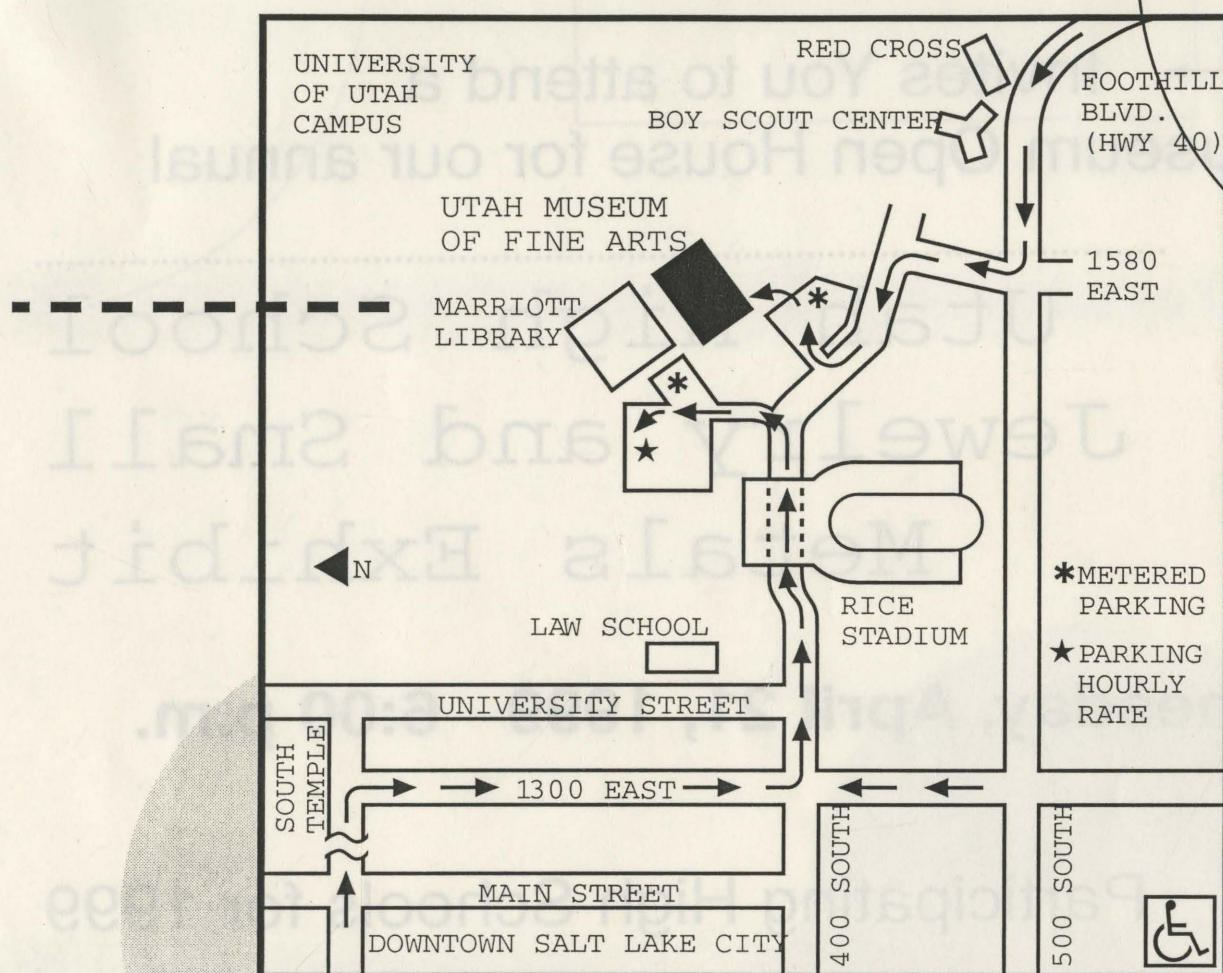 UNIVERSITY
OF UTAH
CAMPUS
RED CROSS
BOY SCOUT CENTER
FOOTHILL
BLVD.
(HWY 40)
UTAH MUSEUM
OF FINE ARTS
1580
EAST
MARRIOTT
LIBRARY
*
*
★
N
RICE
STADIUM
*METERED
PARKING
★PARKING
HOURLY
RATE
LAW SCHOOL
UNIVERSITY STREET
SOUTH
TEMPLE
1300 EAST
MAIN STREET
DOWNTOWN SALT LAKE CITY
400 SOUTH
500 SOUTH